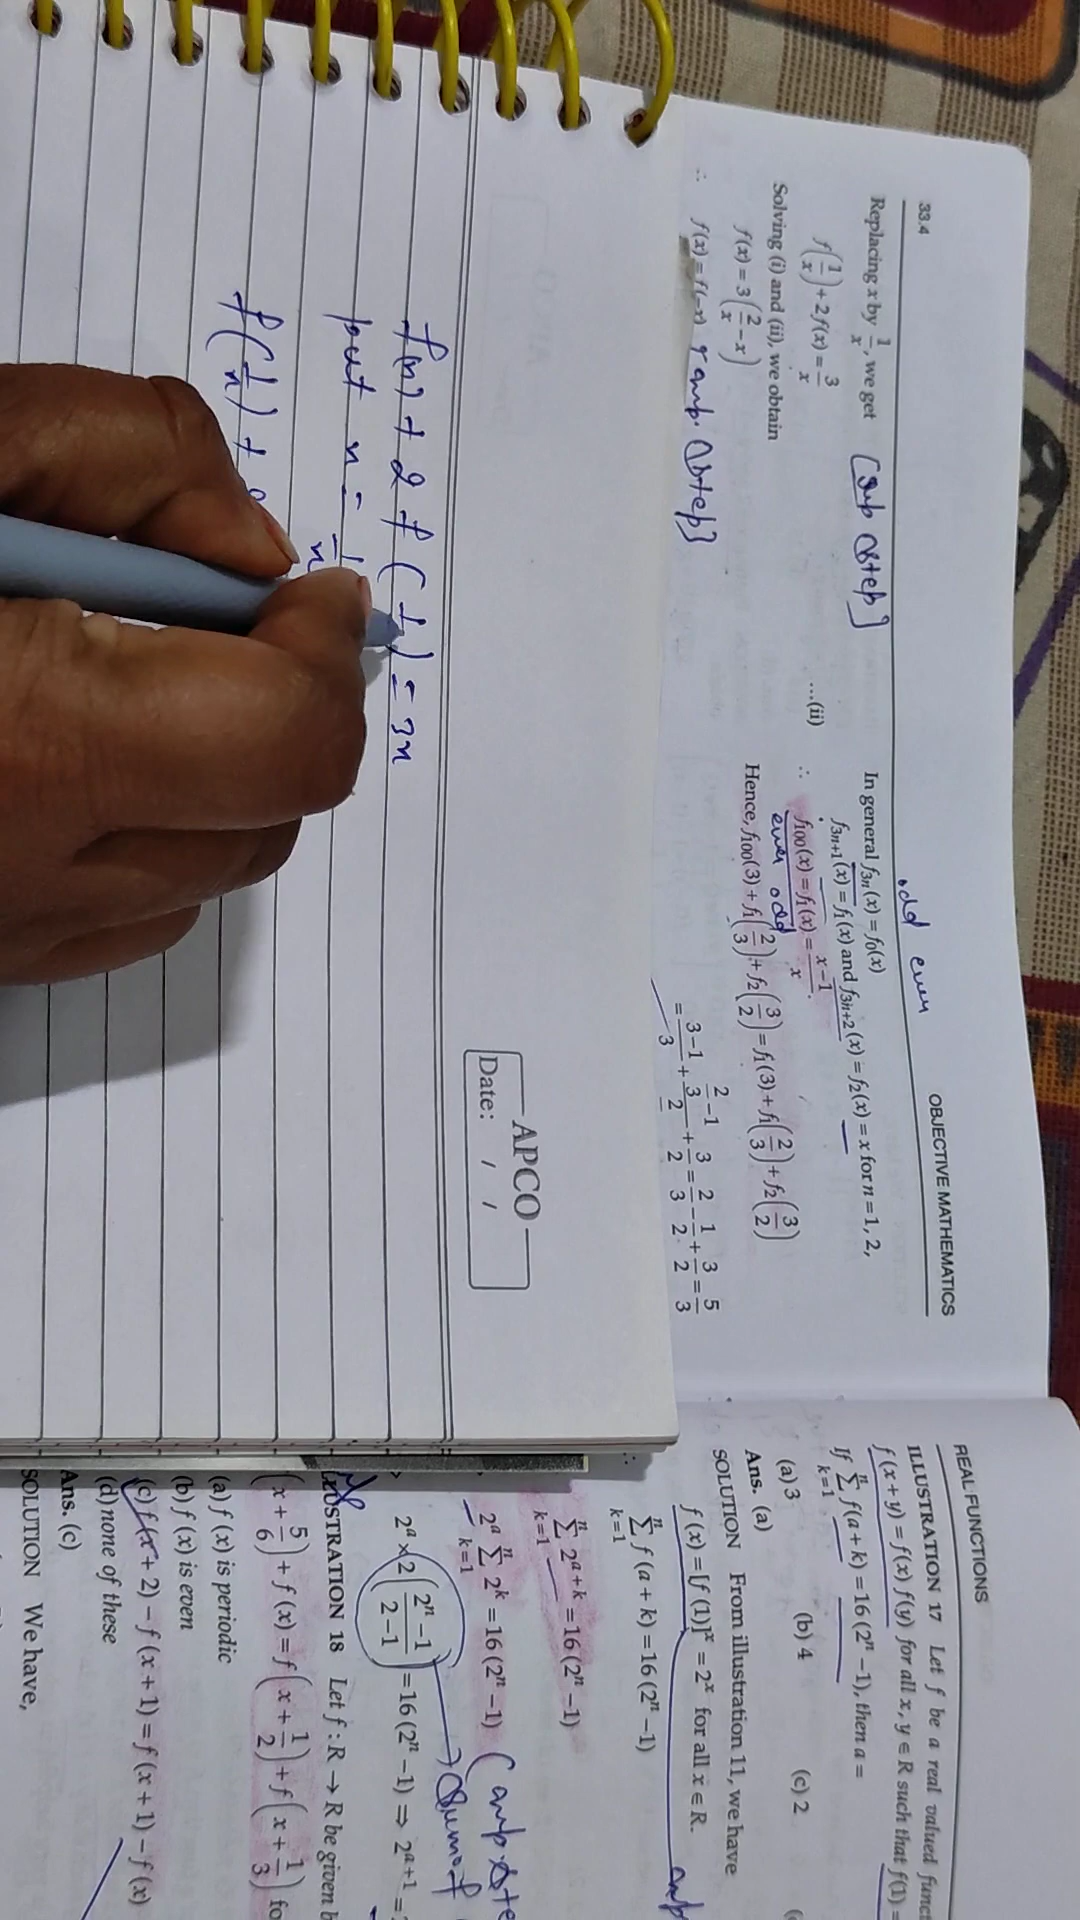 33.4
OBJECTIVE MATHEMATICS
Replacing x by 1/x, we get [Imp Step]
f(1/x) + 2f(x) = 3/x ....(ii)
Solving (i) and (ii), we obtain
f(x) = 3(2/x − x)
∴ f(x) = f(−x) Imp. Step]
odd even
In general f3n(x) = f0(x)
f3n+1(x) = f1(x) and f3n+2(x) = f2(x) = x for n = 1, 2,
∴ f100(x) = f1(x) = (x−1)/x.
even odd
Hence, f100(3) + f1(2/3) + f2(3/2) = f1(3) + f1(2/3) + f2(3/2)
= (3−1)/3 + (2/3 − 1)/(2/3) + 3/2 = 2/3 − 1/2 + 3/2 = 5/3
APCO
Date: / /
f(n) + 2 f(1/) = 3n
put n = 1/n
f(1/n) + 2
REAL FUNCTIONS
ILLUSTRATION 17 Let f be a real valued funct
f(x + y) = f(x) f(y) for all x, y ∈ R such that f(1) =
If n∑k=1 f(a + k) = 16(2ⁿ − 1), then a =
(a) 3 (b) 4 (c) 2
Ans. (a)
SOLUTION From illustration 11, we have
f(x) = [f(1)]ˣ = 2ˣ for all x ∈ R.
∴ n∑k=1 f(a + k) = 16(2ⁿ − 1)
n∑k=1 2ᵃ⁺ᵏ = 16(2ⁿ − 1)
2ᵃ n∑k=1 2ᵏ = 16(2ⁿ − 1)
2ᵃ × 2((2ⁿ − 1)/(2 − 1)) = 16(2ⁿ − 1) ⇒ 2ᵃ⁺¹ =
Sum of
LUSTRATION 18 Let f : R → R be given b
(x + 5/6) + f(x) = f(x + 1/2) + f(x + 1/3) fo
(a) f(x) is periodic
(b) f(x) is even
(c) f(x + 2) − f(x + 1) = f(x + 1) − f(x)
(d) none of these
Ans. (c)
SOLUTION We have,